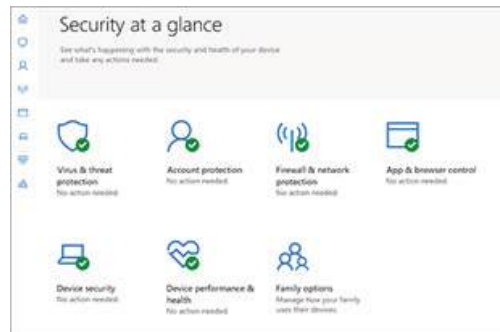 Security at a glance
See what's happening with the security and health of your device
and take any actions needed.
Virus & threat
protection
No action needed.
Account protection
No action needed.
Firewall & network
protection
No action needed.
App & browser control
No action needed.
Device security
No action needed.
Device performance &
health
No action needed.
Family options
Manage how your family
uses their devices.